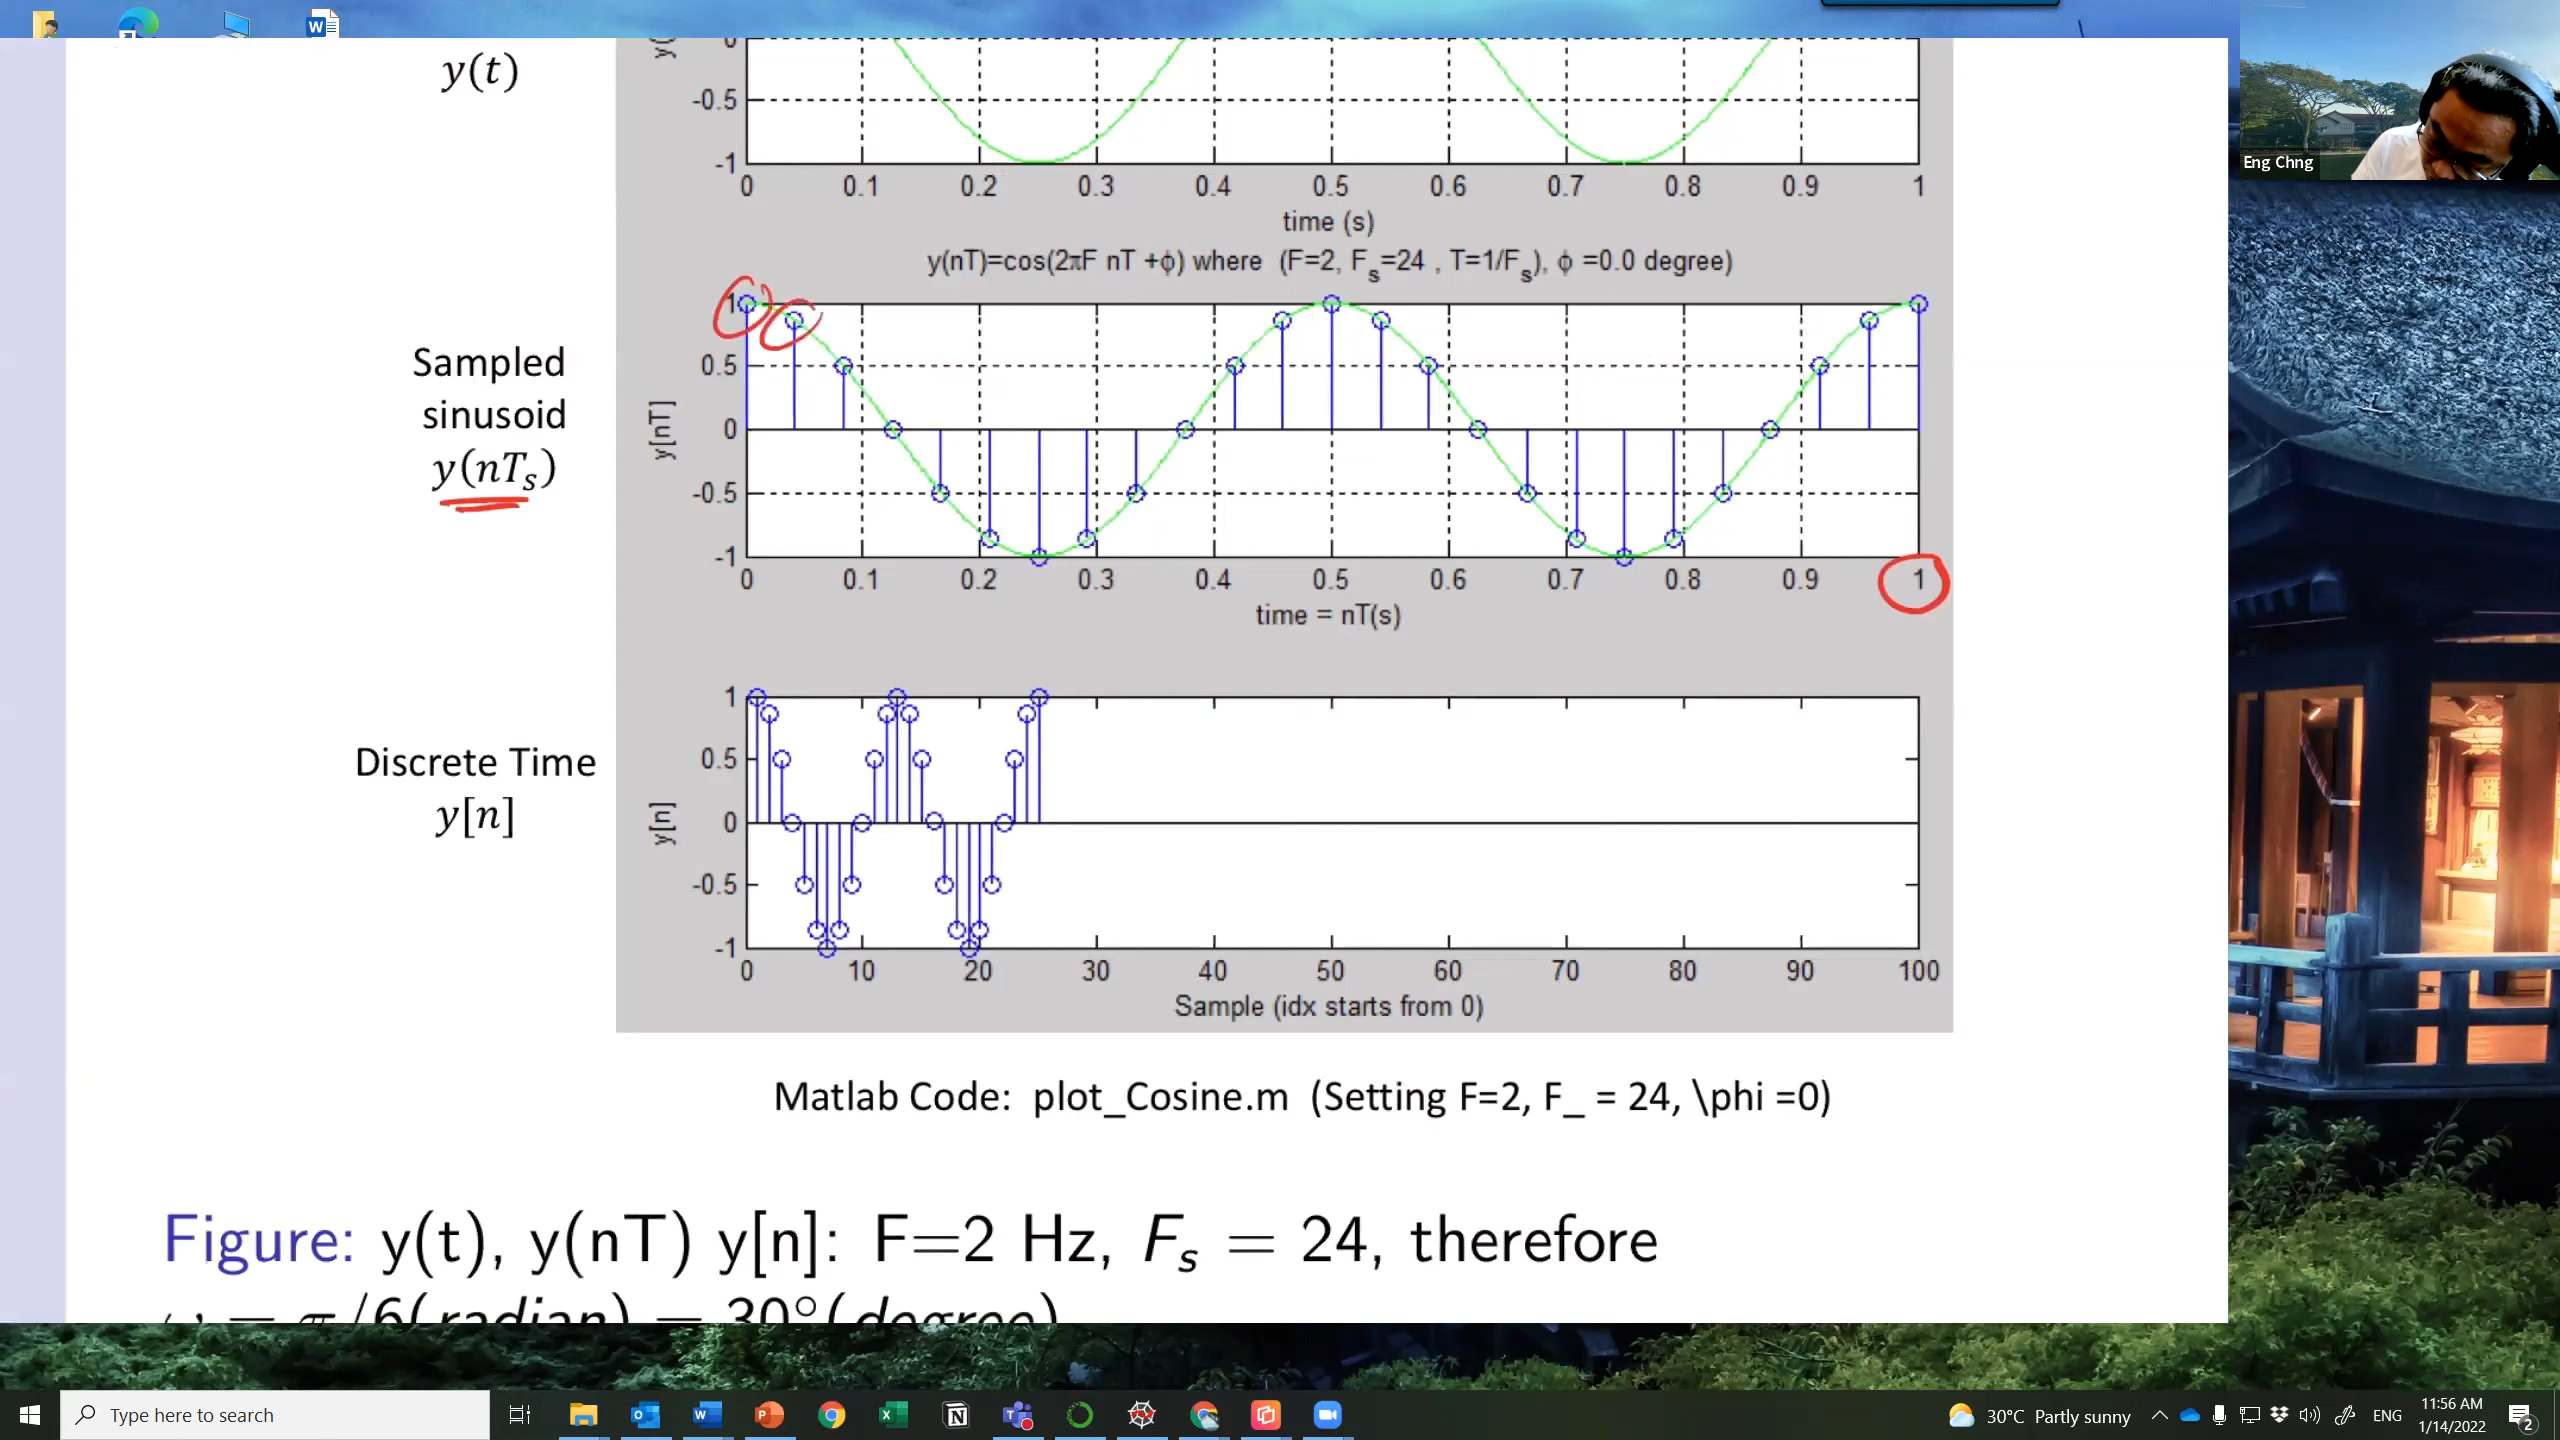 y(t)
-0.5
-1
0 0.1 0.2 0.3 0.4 0.5 0.6 0.7 0.8 0.9 1
time (s)
y(nT)=cos(2πF nT +ϕ) where (F=2, Fs=24 , T=1/Fs), ϕ =0.0 degree)
Sampled
sinusoid
y(nTs)
y[nT]
1
0.5
0
-0.5
-1
0 0.1 0.2 0.3 0.4 0.5 0.6 0.7 0.8 0.9 1
time = nT(s)
Discrete Time
y[n]
y[n]
1
0.5
0
-0.5
-1
0 10 20 30 40 50 60 70 80 90 100
Sample (idx starts from 0)
Matlab Code: plot_Cosine.m (Setting F=2, F_ = 24, \phi =0)
Figure: y(t), y(nT) y[n]: F=2 Hz, Fs = 24, therefore
ω = π/6(radian) = 30°(degree)
Eng Chng
Type here to search
30°C Partly sunny
ENG
11:56 AM
1/14/2022
2